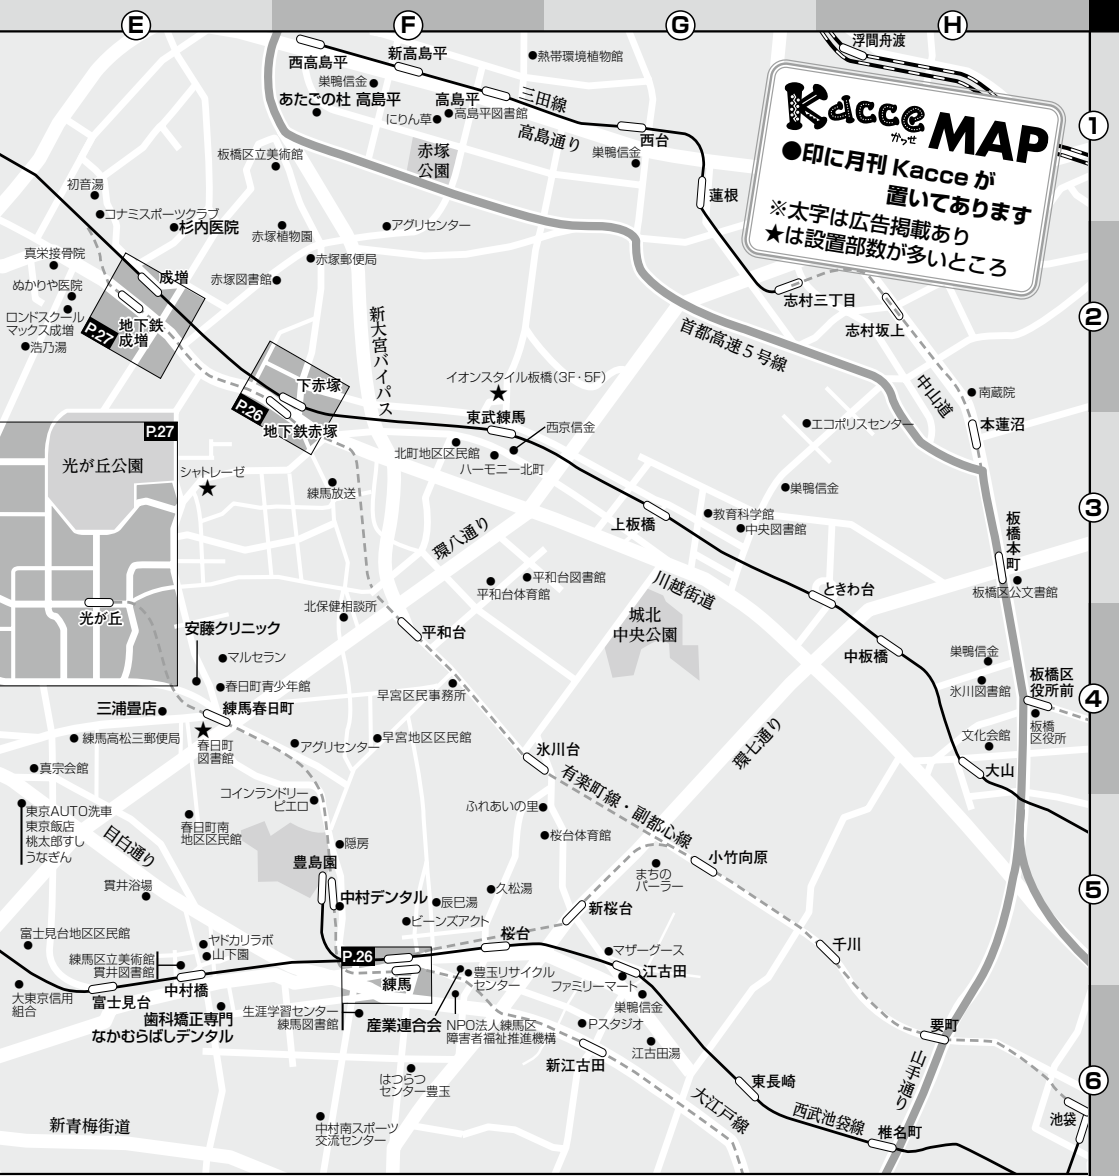 E
F
G
H
①
②
③
④
⑤
⑥
Kacce
かっせ
MAP
●印に月刊 Kacce が
置いてあります
※太字は広告掲載あり
★は設置部数が多いところ
浮間舟渡
西高島平
新高島平
●熱帯環境植物館
巣鴨信金●
あたごの杜 高島平
高島平
三田線
にりん草●
●高島平図書館
高島通り
西台
巣鴨信金
赤塚
公園
板橋区立美術館
蓮根
初音湯
●コナミスポーツクラブ
●杉内医院
赤塚植物園
●アグリセンター
真栄接骨院
●赤塚郵便局
成増
赤塚図書館●
ぬかりや医院
ロンドスクール
マックス成増
●浩乃湯
地下鉄
成増
P.27
新大宮バイパス
志村三丁目
志村坂上
首都高速5号線
中山道
●南蔵院
本蓮沼
下赤塚
P.26
地下鉄赤塚
イオンスタイル板橋(3F・5F)
★
東武練馬
西京信金
●エコポリスセンター
北町地区区民館
ハーモニー北町
P.27
光が丘公園
光が丘
シャトレーゼ
★
練馬放送
●巣鴨信金
●教育科学館
●中央図書館
上板橋
板橋本町
環八通り
川越街道
●平和台図書館
平和台体育館
ときわ台
板橋区公文書館
北保健相談所
城北
中央公園
安藤クリニック
平和台
中板橋
●マルセラン
巣鴨信金
氷川図書館
●春日町青少年館
早宮区民事務所
板橋区
役所前
三浦畳店●
練馬春日町
★
春日町
図書館
●練馬高松三郵便局
●アグリセンター
●早宮地区区民館
環七通り
文化会館
板橋
区役所
●真宗会館
氷川台
大山
コインランドリー
ピエロ
有楽町線・副都心線
ふれあいの里●
東京AUTO洗車
東京飯店
桃太郎すし
うなぎん
春日町南
地区区民館
目白通り
●隠房
●桜台体育館
豊島園
小竹向原
まちの
パーラー
貫井浴場
中村デンタル
●辰巳湯
●久松湯
●ビーンズアクト
新桜台
富士見台地区区民館
●ヤドカリラボ
●山下園
P.26
桜台
●マザーグース
千川
練馬区立美術館
貫井図書館
中村橋
練馬
●豊玉リサイクル
センター
江古田
ファミリーマート
巣鴨信金
大東京信用
組合
富士見台
歯科矯正専門
なかむらばしデンタル
生涯学習センター
練馬図書館
産業連合会
NPO法人練馬区
障害者福祉推進機構
●Pスタジオ
江古田湯
要町
新江古田
山手通り
はつらつ
センター豊玉
東長崎
大江戸線
西武池袋線
池袋
新青梅街道
中村南スポーツ
交流センター
椎名町